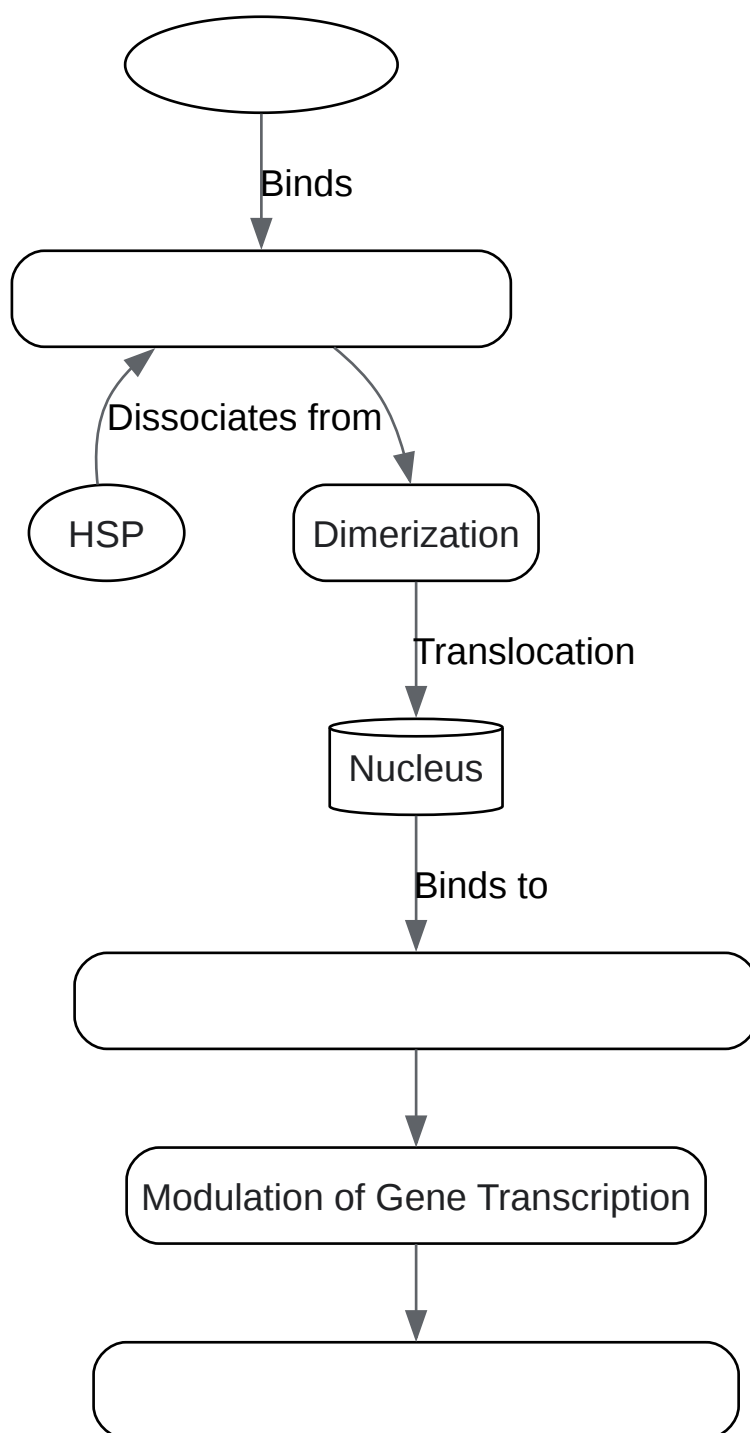 Binds
Dissociates from
HSP
Dimerization
Translocation
Nucleus
Binds to
Modulation of Gene Transcription